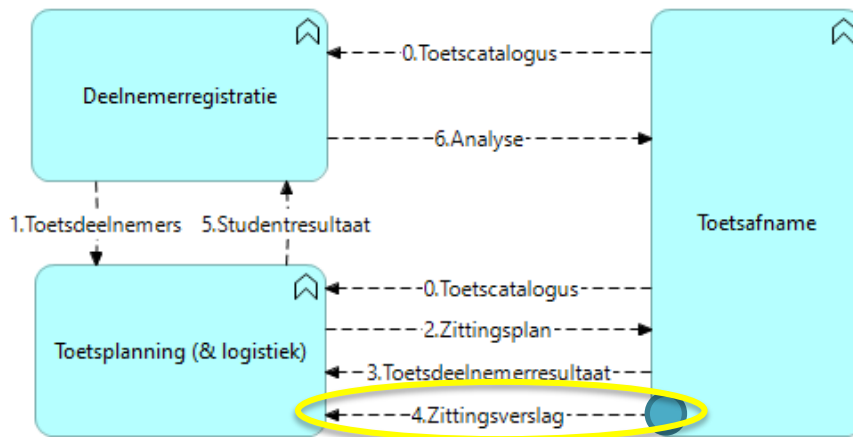 0.Toetscatalogus
Deelnemerregistratie
6.Analyse
1.Toetsdeelnemers
5.Studentresultaat
Toetsafname
0.Toetscatalogus
2.Zittingsplan
Toetsplanning (& logistiek)
3.Toetsdeelnemerresultaat
4.Zittingsverslag